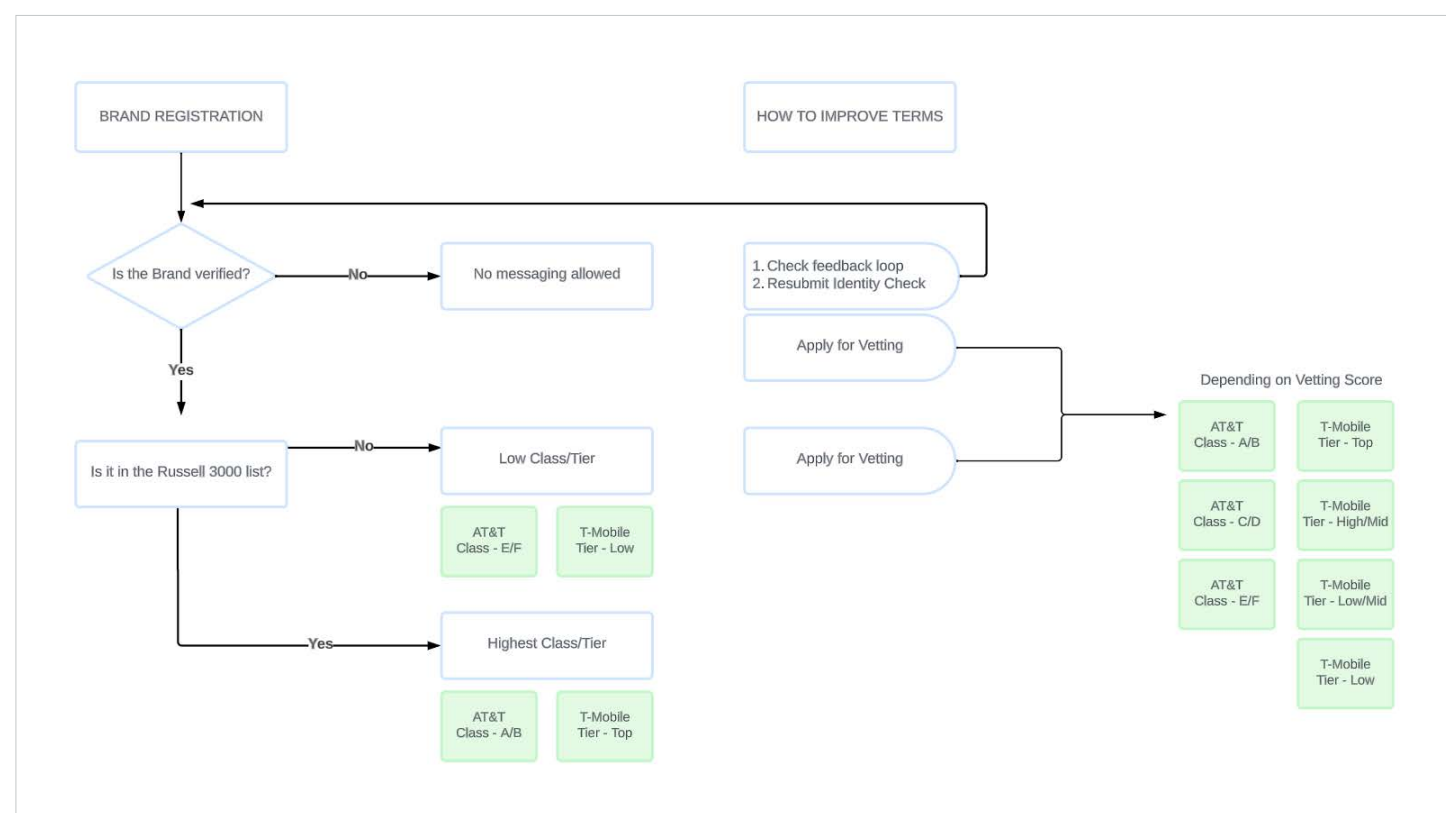 BRAND REGISTRATION
HOW TO IMPROVE TERMS
Is the Brand verified?
No
No messaging allowed
1. Check feedback loop
2. Resubmit Identity Check
Apply for Vetting
Yes
Depending on Vetting Score
Is it in the Russell 3000 list?
No
Low Class/Tier
Apply for Vetting
AT&T
Class - E/F
T-Mobile
Tier - Low
Yes
Highest Class/Tier
AT&T
Class - A/B
T-Mobile
Tier - Top
AT&T
Class - A/B
T-Mobile
Tier - Top
AT&T
Class - C/D
T-Mobile
Tier - High/Mid
AT&T
Class - E/F
T-Mobile
Tier - Low/Mid
T-Mobile
Tier - Low